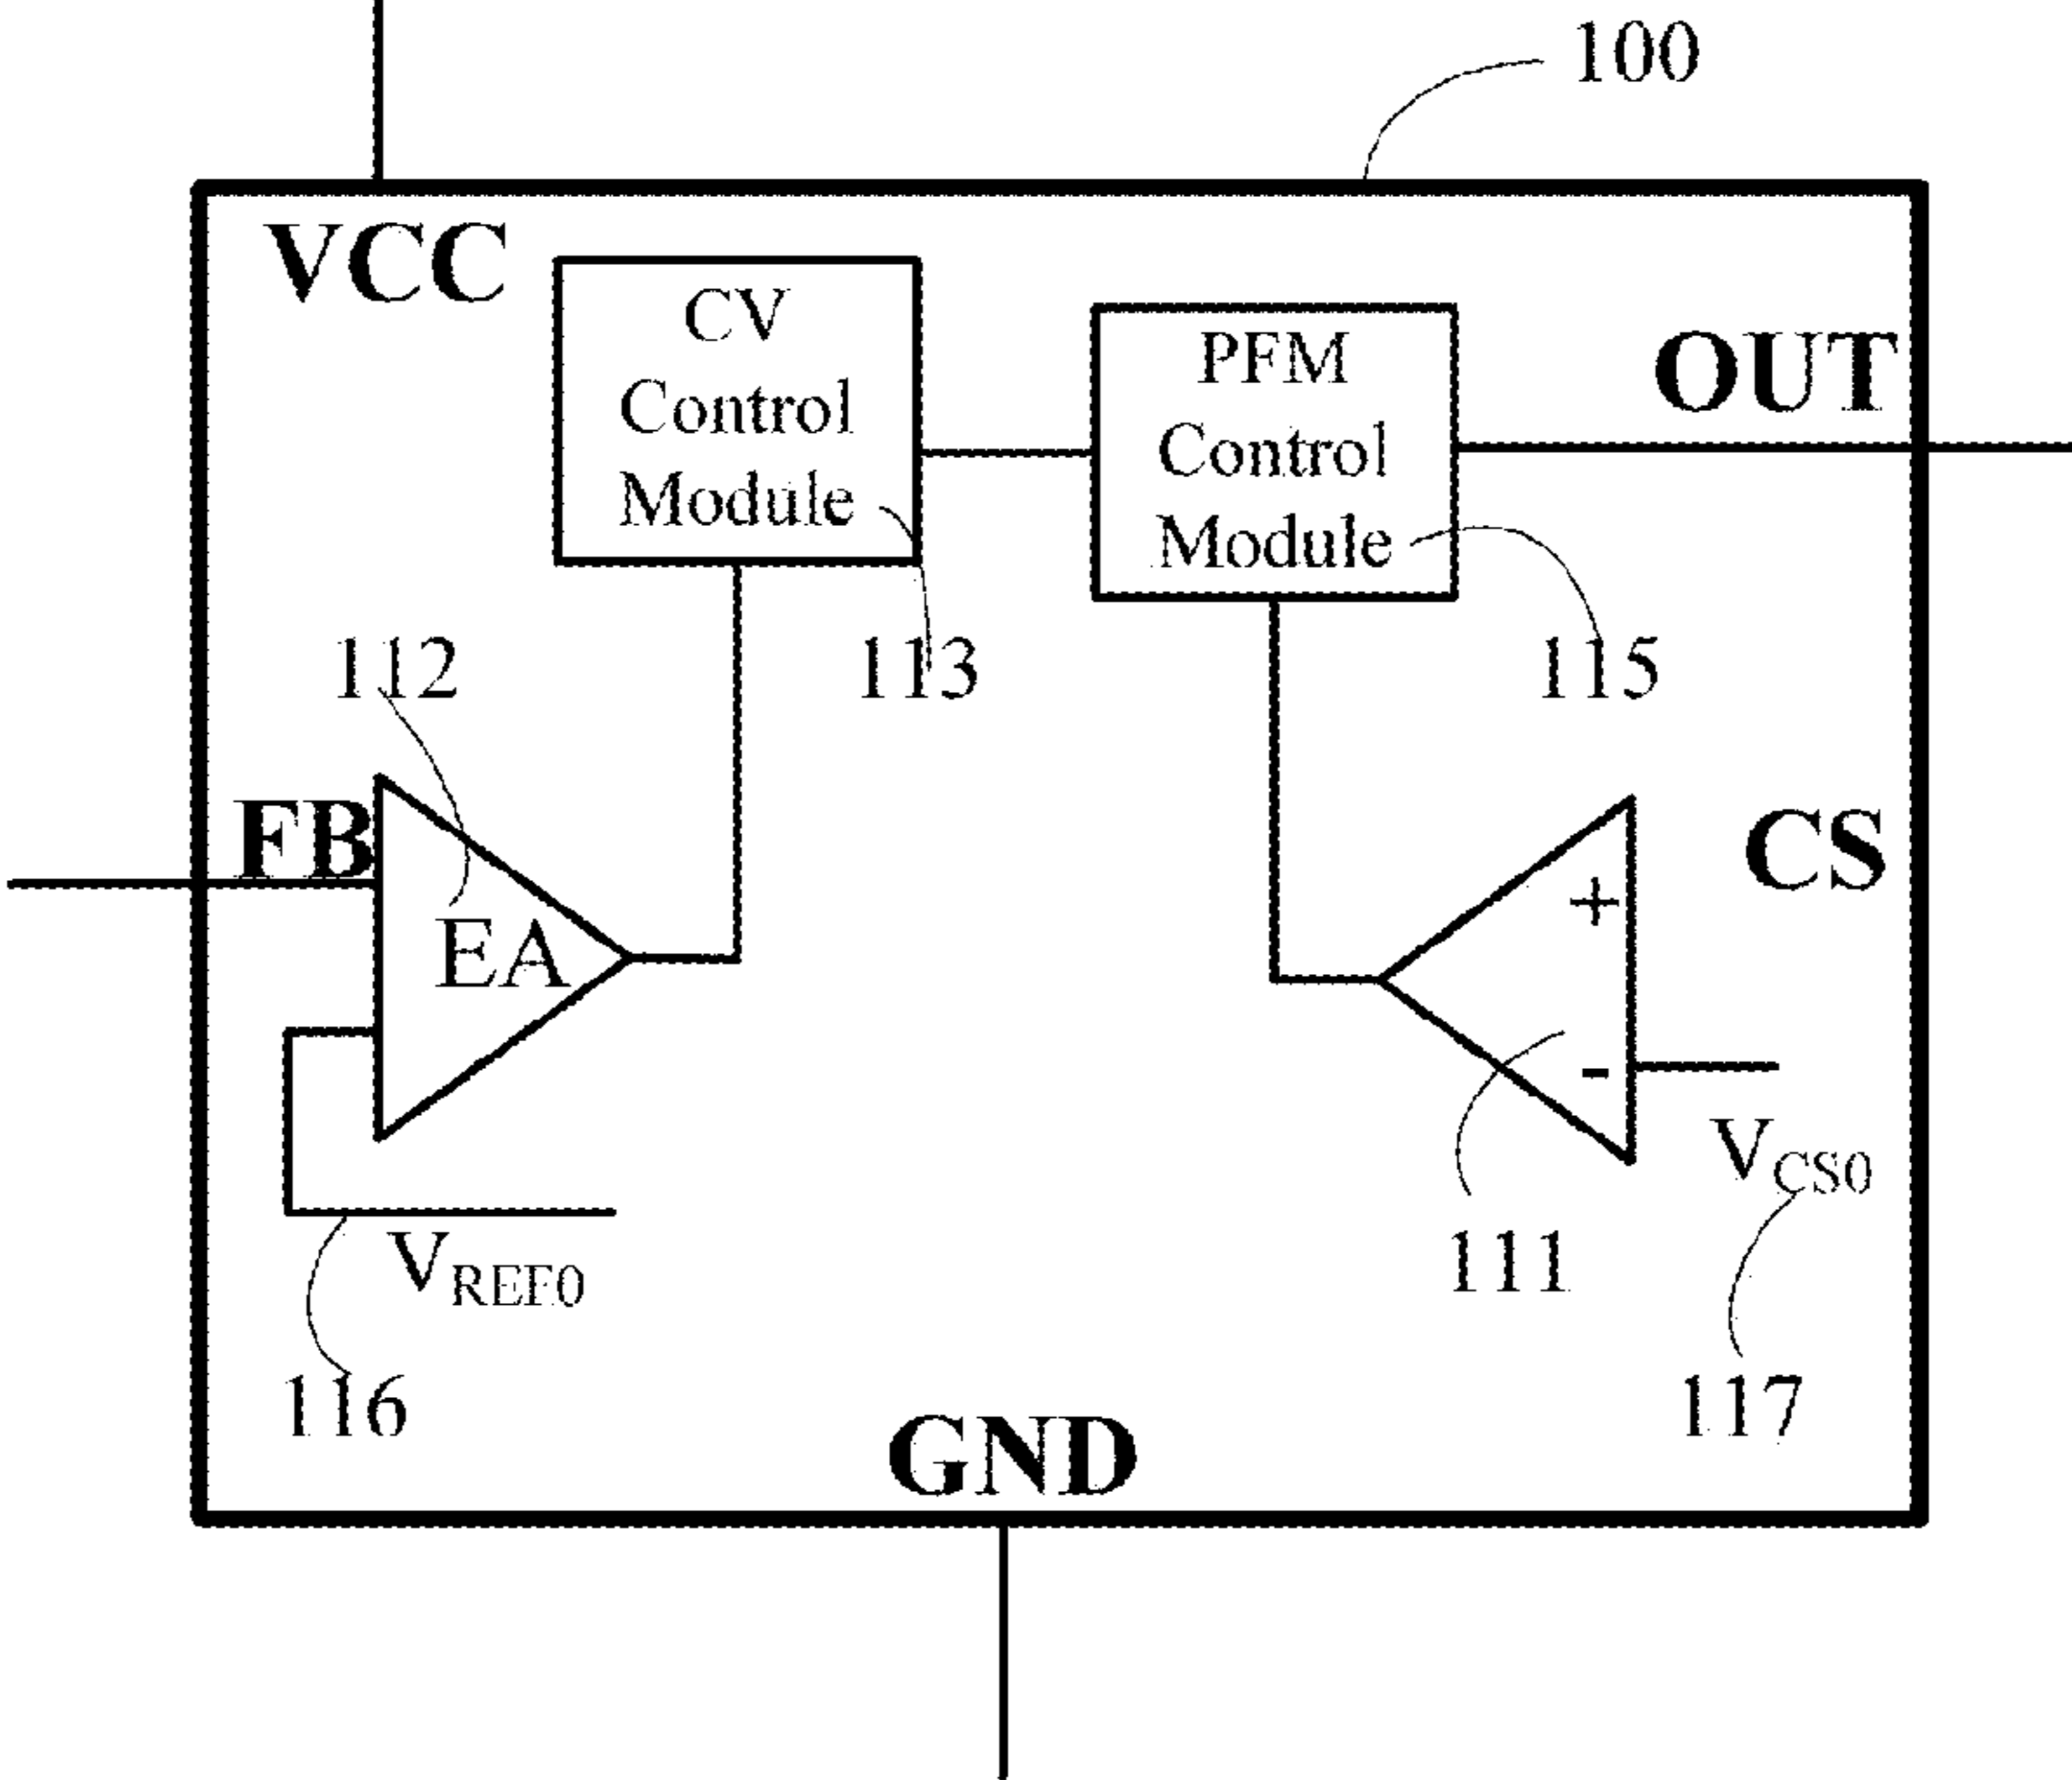 100
VCC
CV
Control
Module
PFM
Control
Module
OUT
112
113
115
FB
EA
CS
+
-
VCS0
VREF0
111
116
117
GND